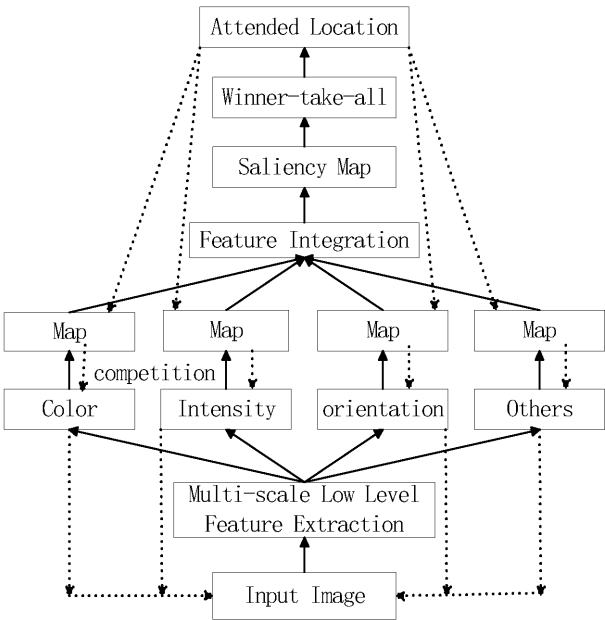 Attended Location
Winner-take-all
Saliency Map
Feature Integration
Map
Map
Map
Map
competition
Color
Intensity
orientation
Others
Multi-scale Low Level
Feature Extraction
Input Image